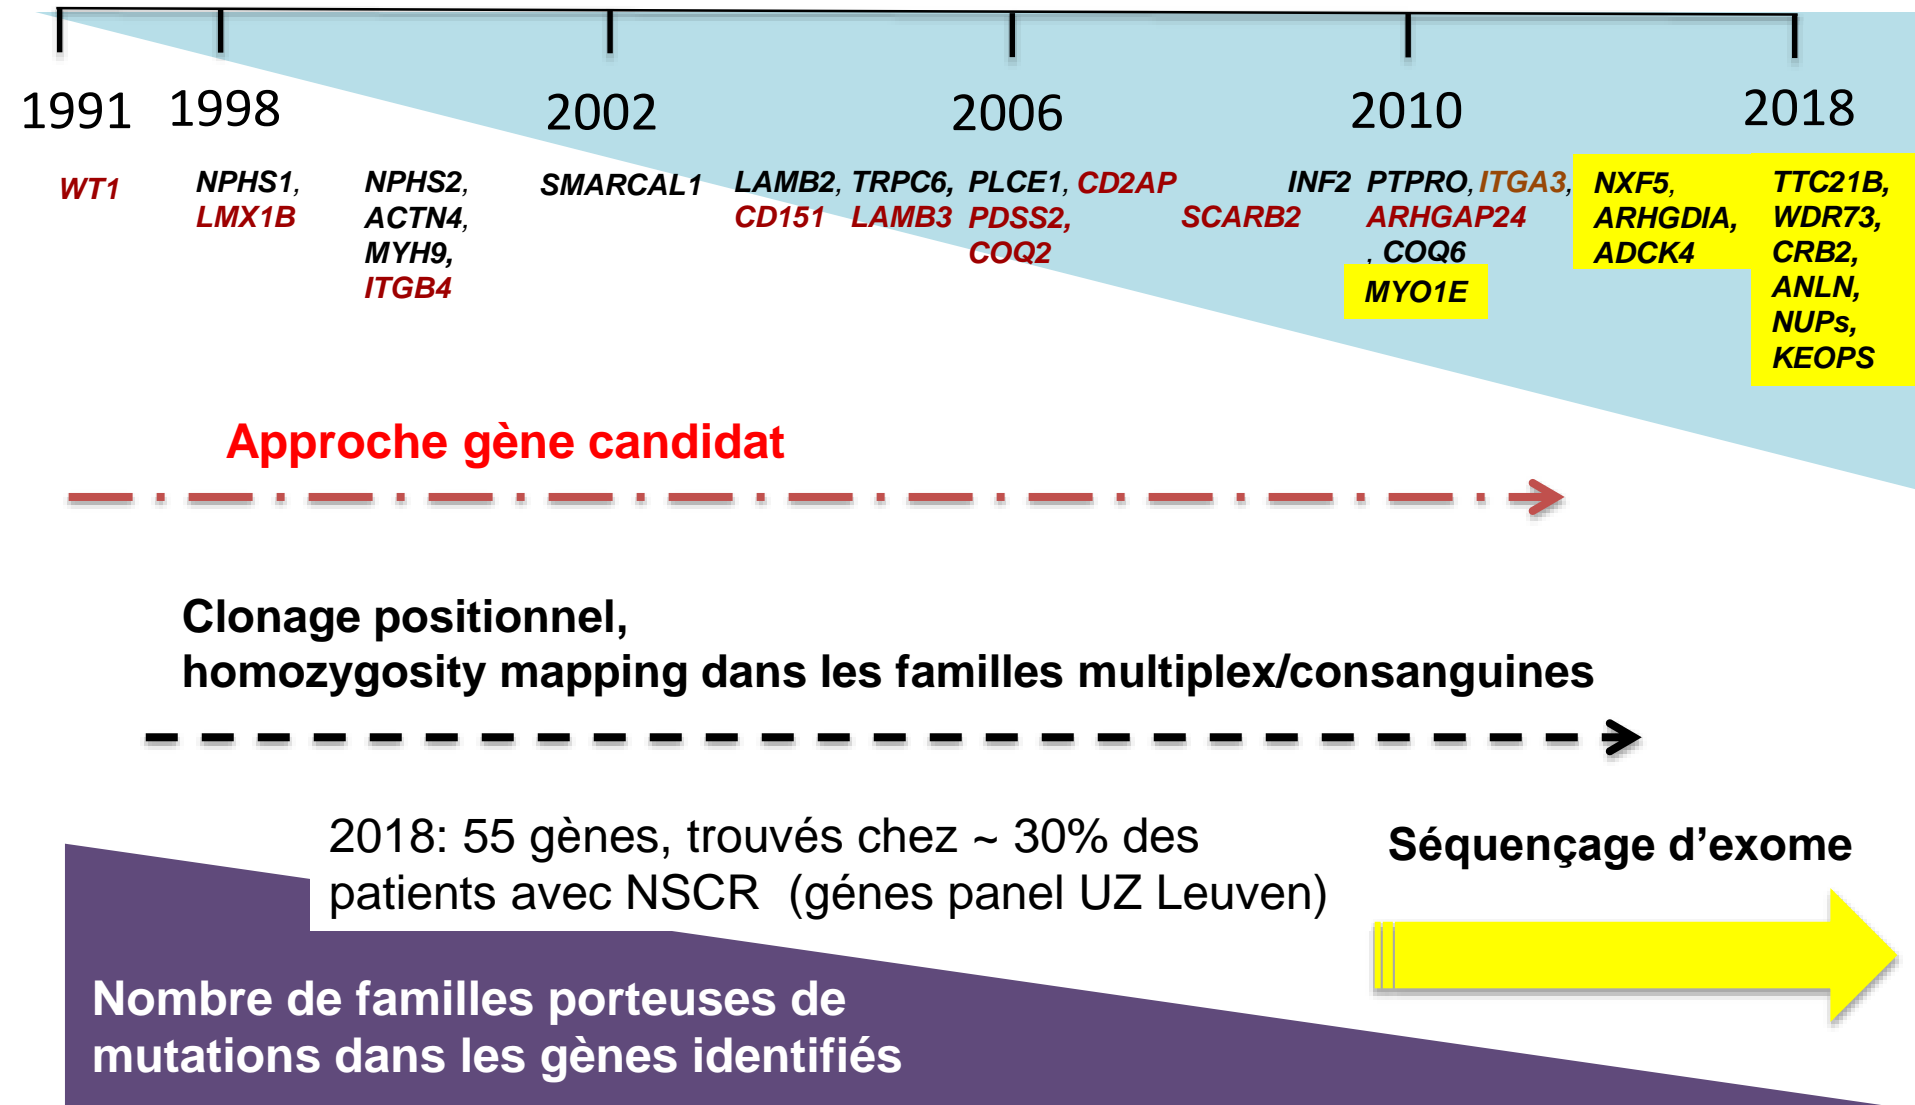 1991 1998 2002 2006 2010 2018
WT1
NPHS1,
LMX1B
NPHS2,
ACTN4,
MYH9,
ITGB4
SMARCAL1
LAMB2,
CD151
TRPC6,
LAMB3
PLCE1,
PDSS2,
COQ2
CD2AP
SCARB2
INF2
PTPRO, ITGA3,
ARHGAP24
, COQ6
MYO1E
NXF5,
ARHGDIA,
ADCK4
TTC21B,
WDR73,
CRB2,
ANLN,
NUPs,
KEOPS
Approche gène candidat
Clonage positionnel,
homozygosity mapping dans les familles multiplex/consanguines
2018: 55 gènes, trouvés chez ~ 30% des
patients avec NSCR (génes panel UZ Leuven)
Séquençage d'exome
Nombre de familles porteuses de
mutations dans les gènes identifiés